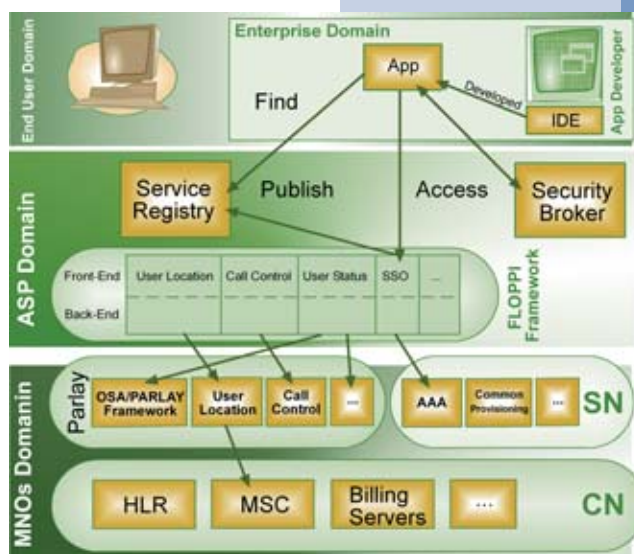 End User Domain
Enterprise Domain
App
Find
Developed
IDE
App Developer
ASP Domain
Service
Registry
Publish
Access
Security
Broker
Front-End
User Location
Call Control
User Status
SSO
...
Back-End
FLOPPI
Framework
MNOs Domanin
Parlay
OSA/PARLAY
Framework
User
Location
Call
Control
...
AAA
Common
Provisioning
...
SN
HLR
MSC
Billing
Servers
...
CN